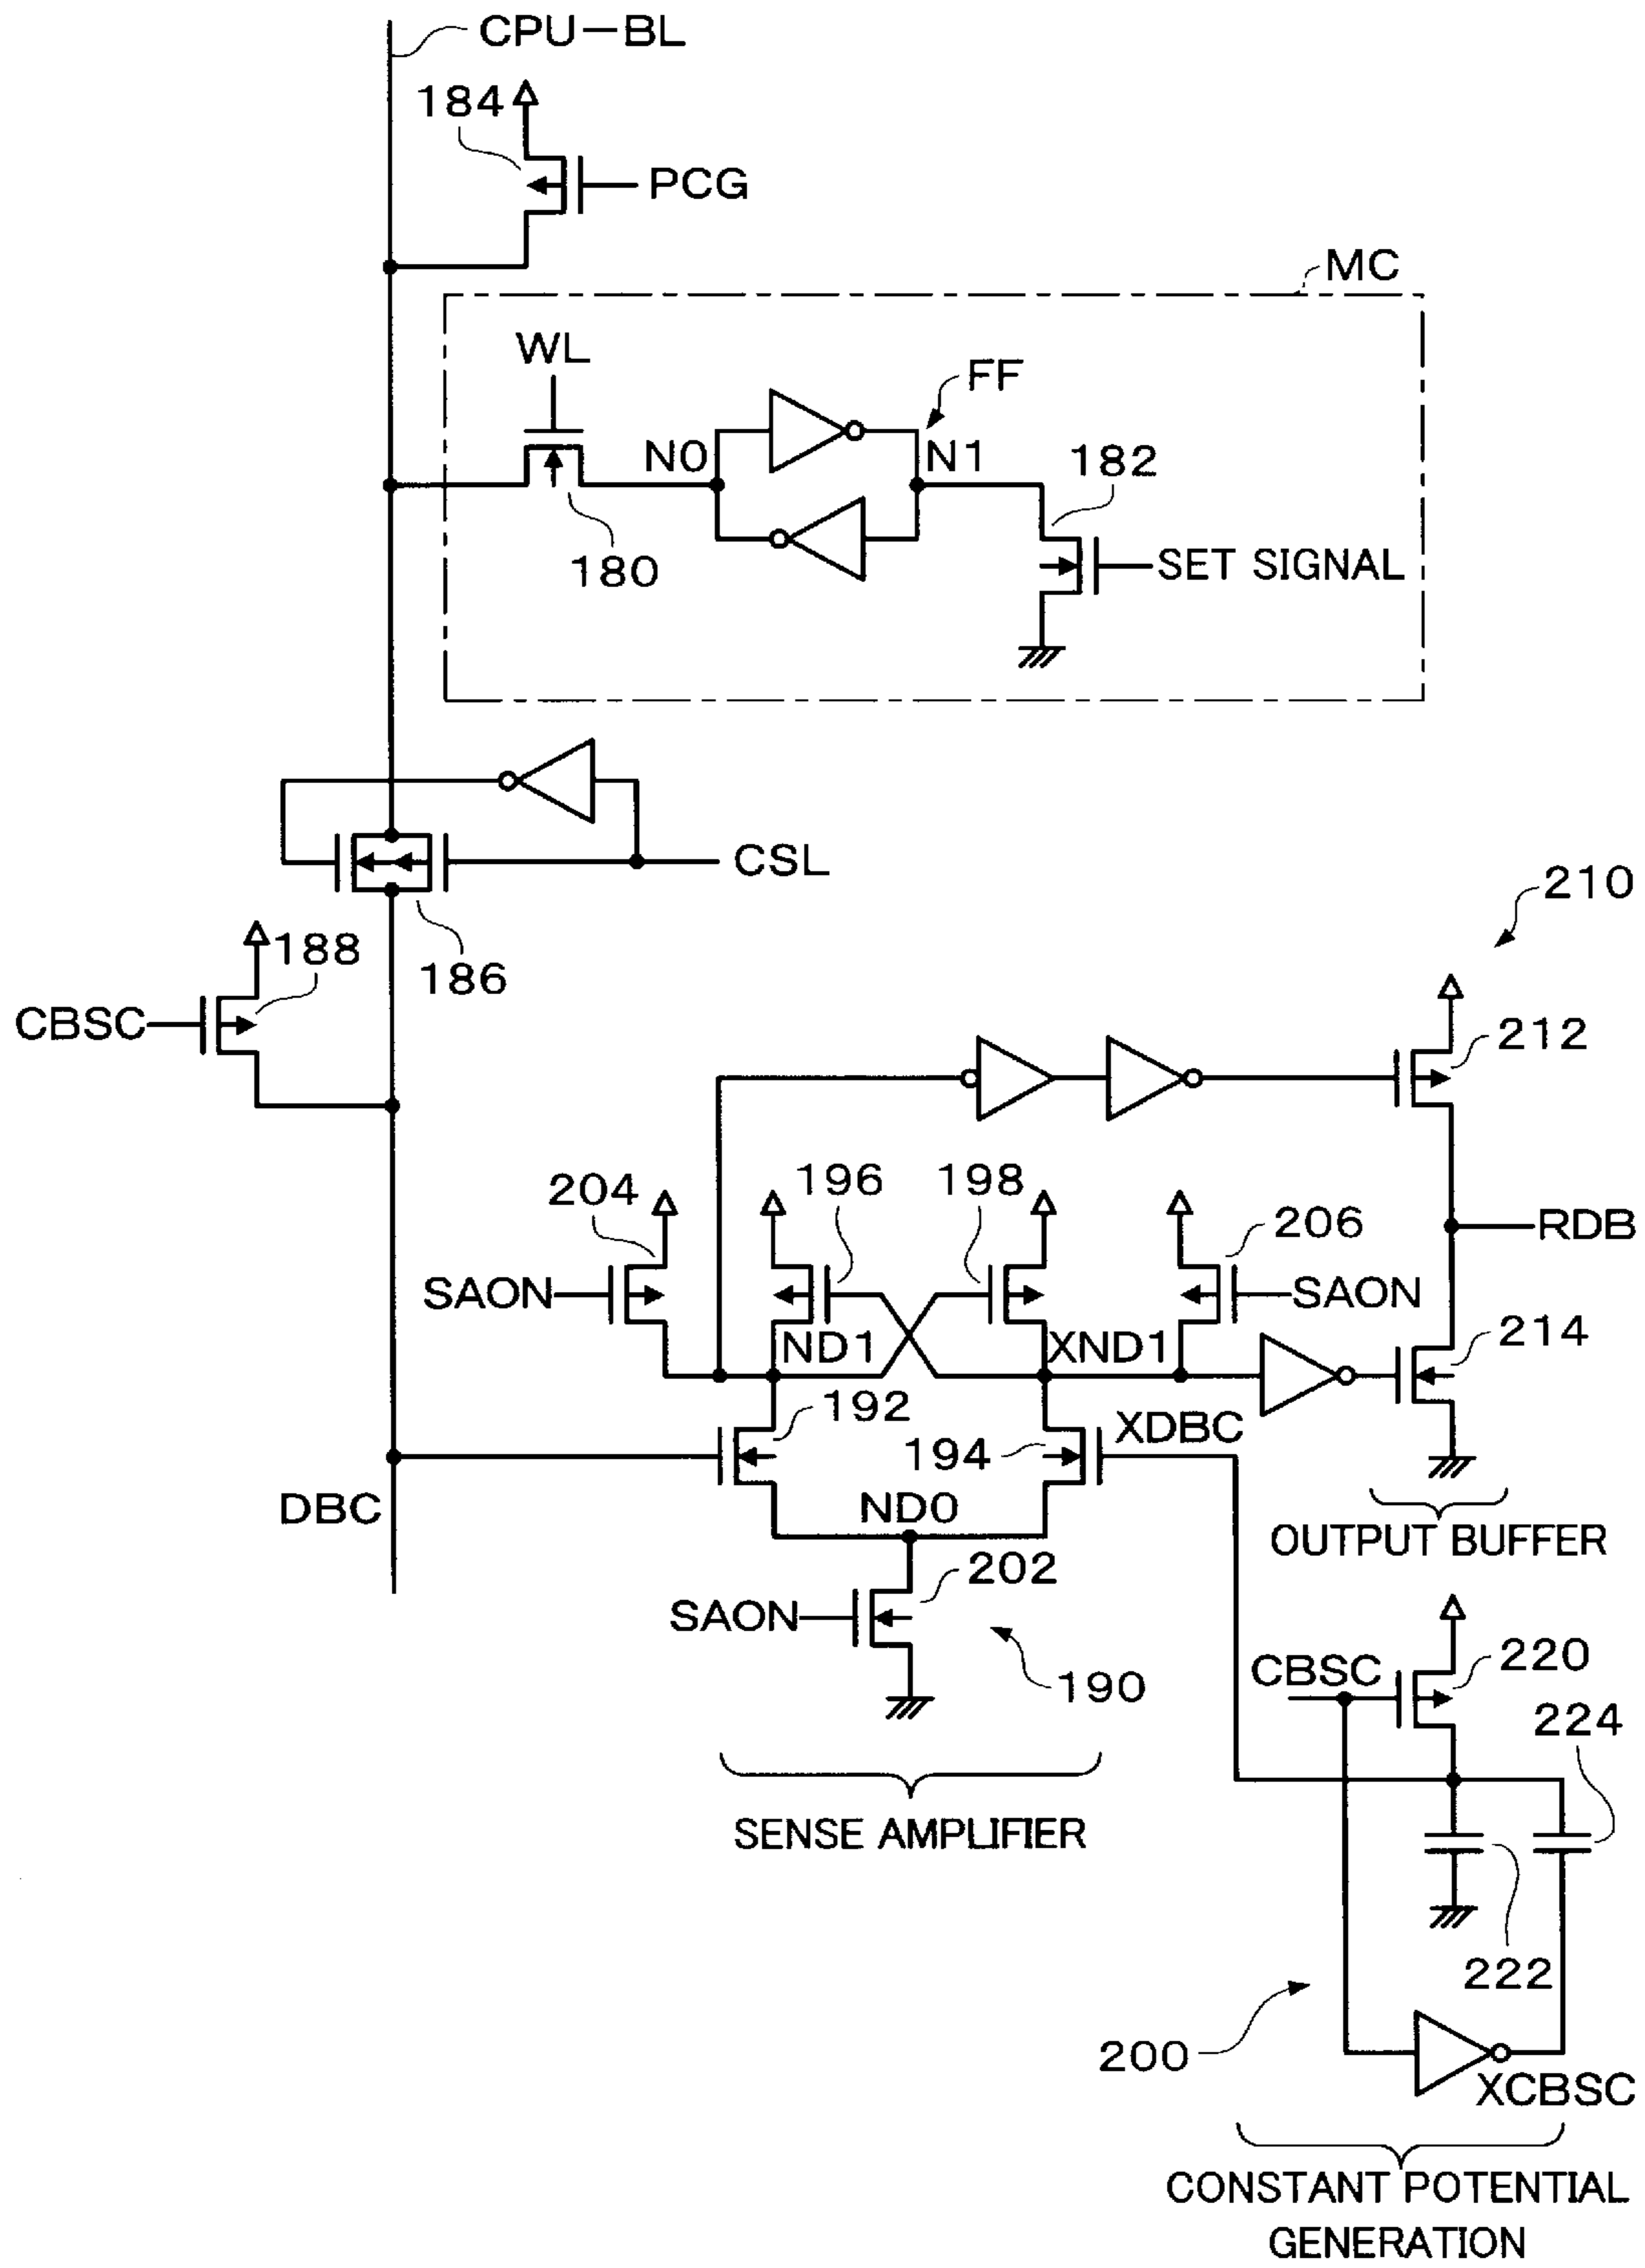 CPU-BL
184
PCG
MC
WL
FF
N0
N1
182
180
SET SIGNAL
CSL
210
188
186
CBSC
212
204
196
198
206
RDB
SAON
SAON
ND1
XND1
214
192
XDBC
194
DBC
ND0
OUTPUT BUFFER
202
SAON
CBSC
220
190
224
SENSE AMPLIFIER
222
200
XCBSC
CONSTANT POTENTIAL
GENERATION